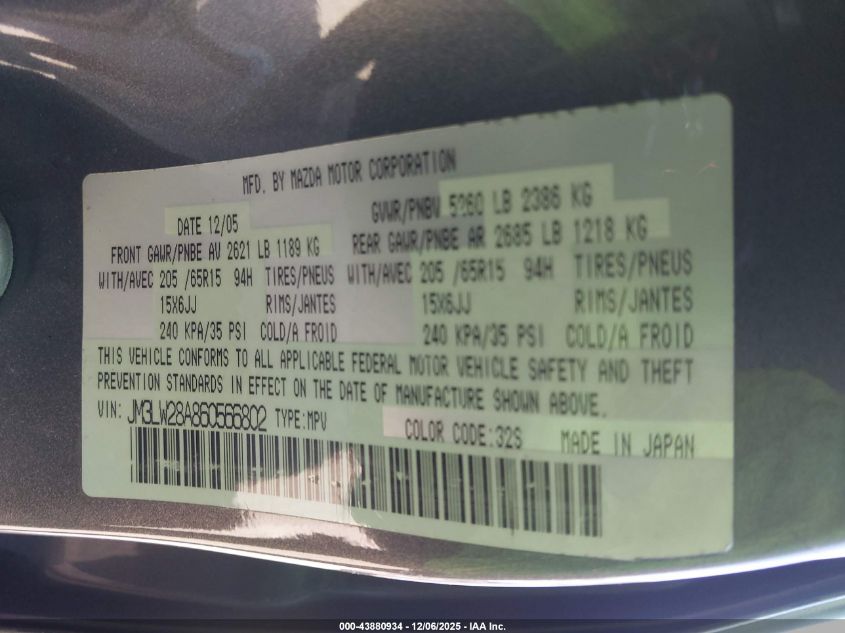 MFD. BY MAZDA MOTOR CORPORATION
DATE 12/05 GVWR/PNBV 5260 LB 2386 KG
FRONT GAWR/PNBE AV 2621 LB 1189 KG REAR GAWR/PNBE AR 2685 LB 1218 KG
WITH/AVEC 205 /65R15 94H TIRES/PNEUS WITH/AVEC 205 /65R15 94H TIRES/PNEUS
15X6JJ RIMS/JANTES 15X6JJ RIMS/JANTES
240 KPA/35 PSI COLD/A FROID 240 KPA/35 PSI COLD/A FROID
THIS VEHICLE CONFORMS TO ALL APPLICABLE FEDERAL MOTOR VEHICLE SAFETY AND THEFT
PREVENTION STANDARDS IN EFFECT ON THE DATE OF MANUFACTURE SHOWN ABOVE.
VIN: JM3LW28A860566802 TYPE:MPV COLOR CODE:32S MADE IN JAPAN
000-43880934 - 12/06/2025 - IAA Inc.